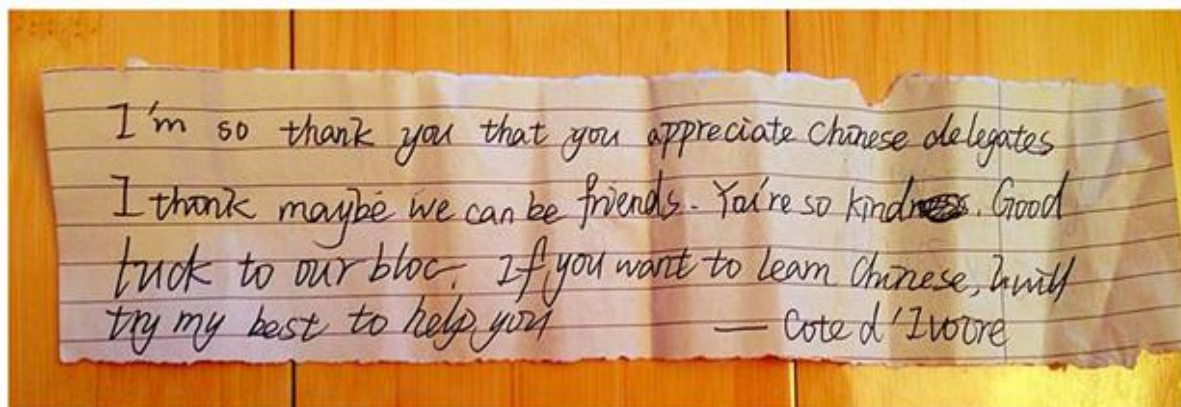 I'm so thank you that you appreciate Chinese delegates
I think maybe we can be friends. You're so kind. Good
luck to our bloc. If you want to learn Chinese, I will
try my best to help you — Cote d'Ivoire